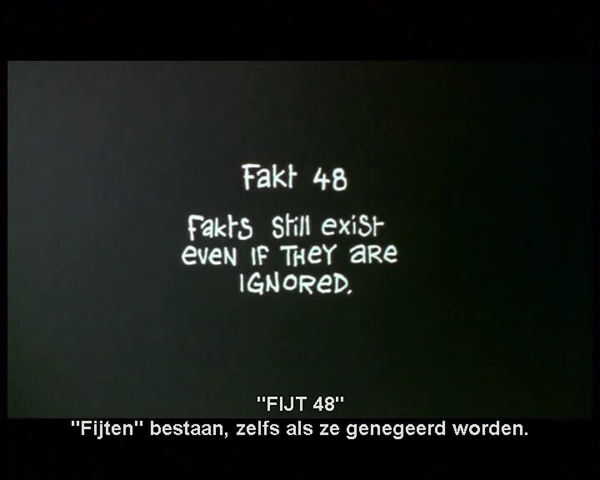 Fakt 48
Fakts still exist
even if they are
ignored.
"FIJT 48"
"Fijten" bestaan, zelfs als ze genegeerd worden.